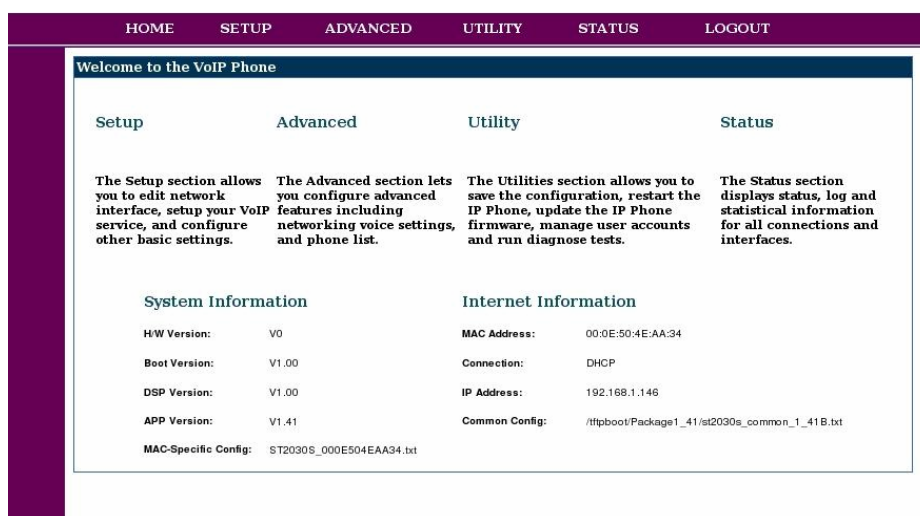 HOME SETUP ADVANCED UTILITY STATUS LOGOUT
Welcome to the VoIP Phone
Setup
The Setup section allows
you to edit network
interface, setup your VoIP
service, and configure
other basic settings.
Advanced
The Advanced section lets
you configure advanced
features including
networking voice settings,
and phone list.
Utility
The Utilities section allows you to
save the configuration, restart the
IP Phone, update the IP Phone
firmware, manage user accounts
and run diagnose tests.
Status
The Status section
displays status, log and
statistical information
for all connections and
interfaces.
System Information
H/W Version: V0
Boot Version: V1.00
DSP Version: V1.00
APP Version: V1.41
MAC-Specific Config: ST2030S_000E504EAA34.txt
Internet Information
MAC Address: 00:0E:50:4E:AA:34
Connection: DHCP
IP Address: 192.168.1.146
Common Config: /tftpboot/Package1_41/st2030s_common_1_41B.txt